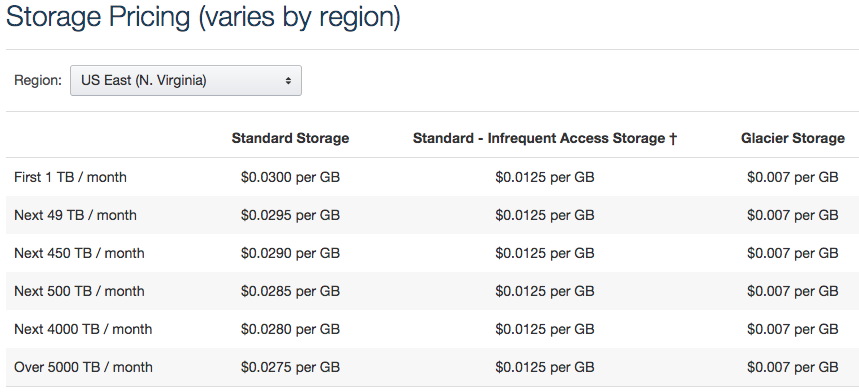 Storage Pricing (varies by region)
Region: US East (N. Virginia)
Standard Storage Standard - Infrequent Access Storage † Glacier Storage
First 1 TB / month $0.0300 per GB $0.0125 per GB $0.007 per GB
Next 49 TB / month $0.0295 per GB $0.0125 per GB $0.007 per GB
Next 450 TB / month $0.0290 per GB $0.0125 per GB $0.007 per GB
Next 500 TB / month $0.0285 per GB $0.0125 per GB $0.007 per GB
Next 4000 TB / month $0.0280 per GB $0.0125 per GB $0.007 per GB
Over 5000 TB / month $0.0275 per GB $0.0125 per GB $0.007 per GB